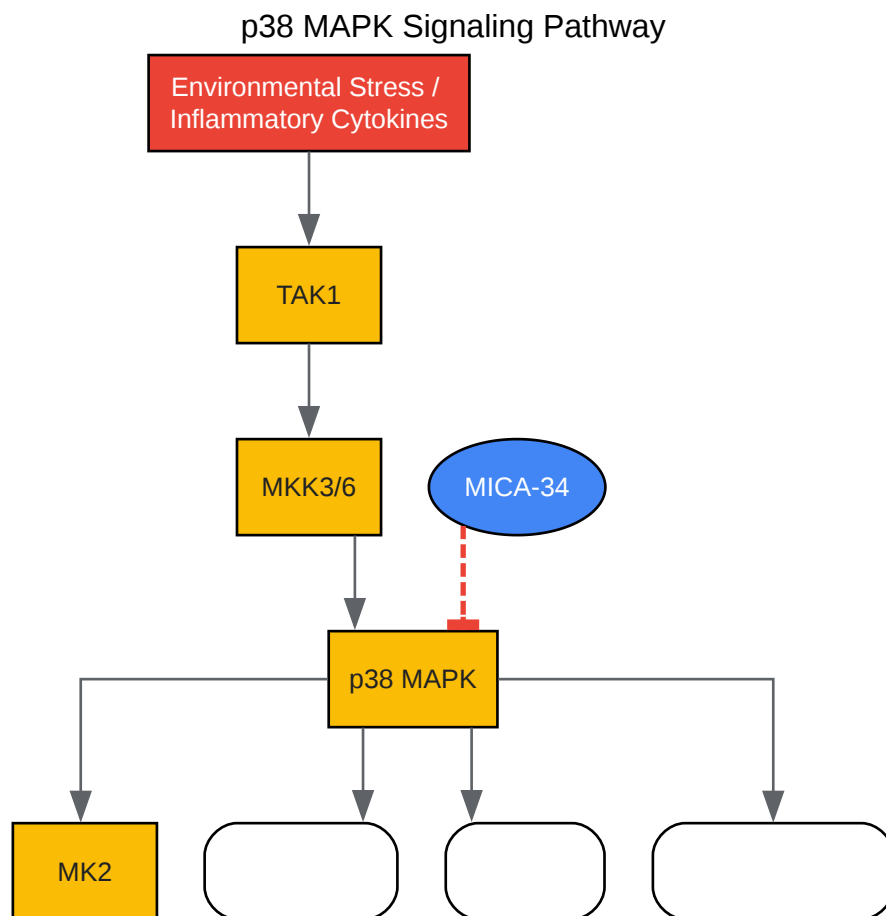 p38 MAPK Signaling Pathway
Environmental Stress /
Inflammatory Cytokines
TAK1
MKK3/6
MICA-34
p38 MAPK
MK2